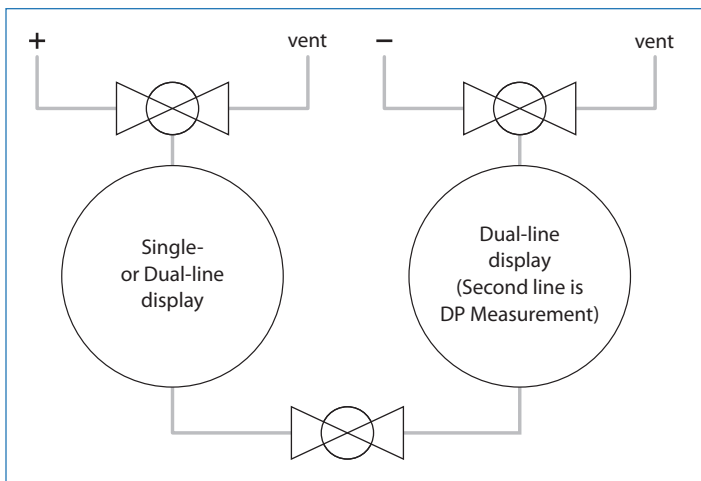 +
vent
−
vent
Single-
or Dual-line
display
Dual-line
display
(Second line is
DP Measurement)